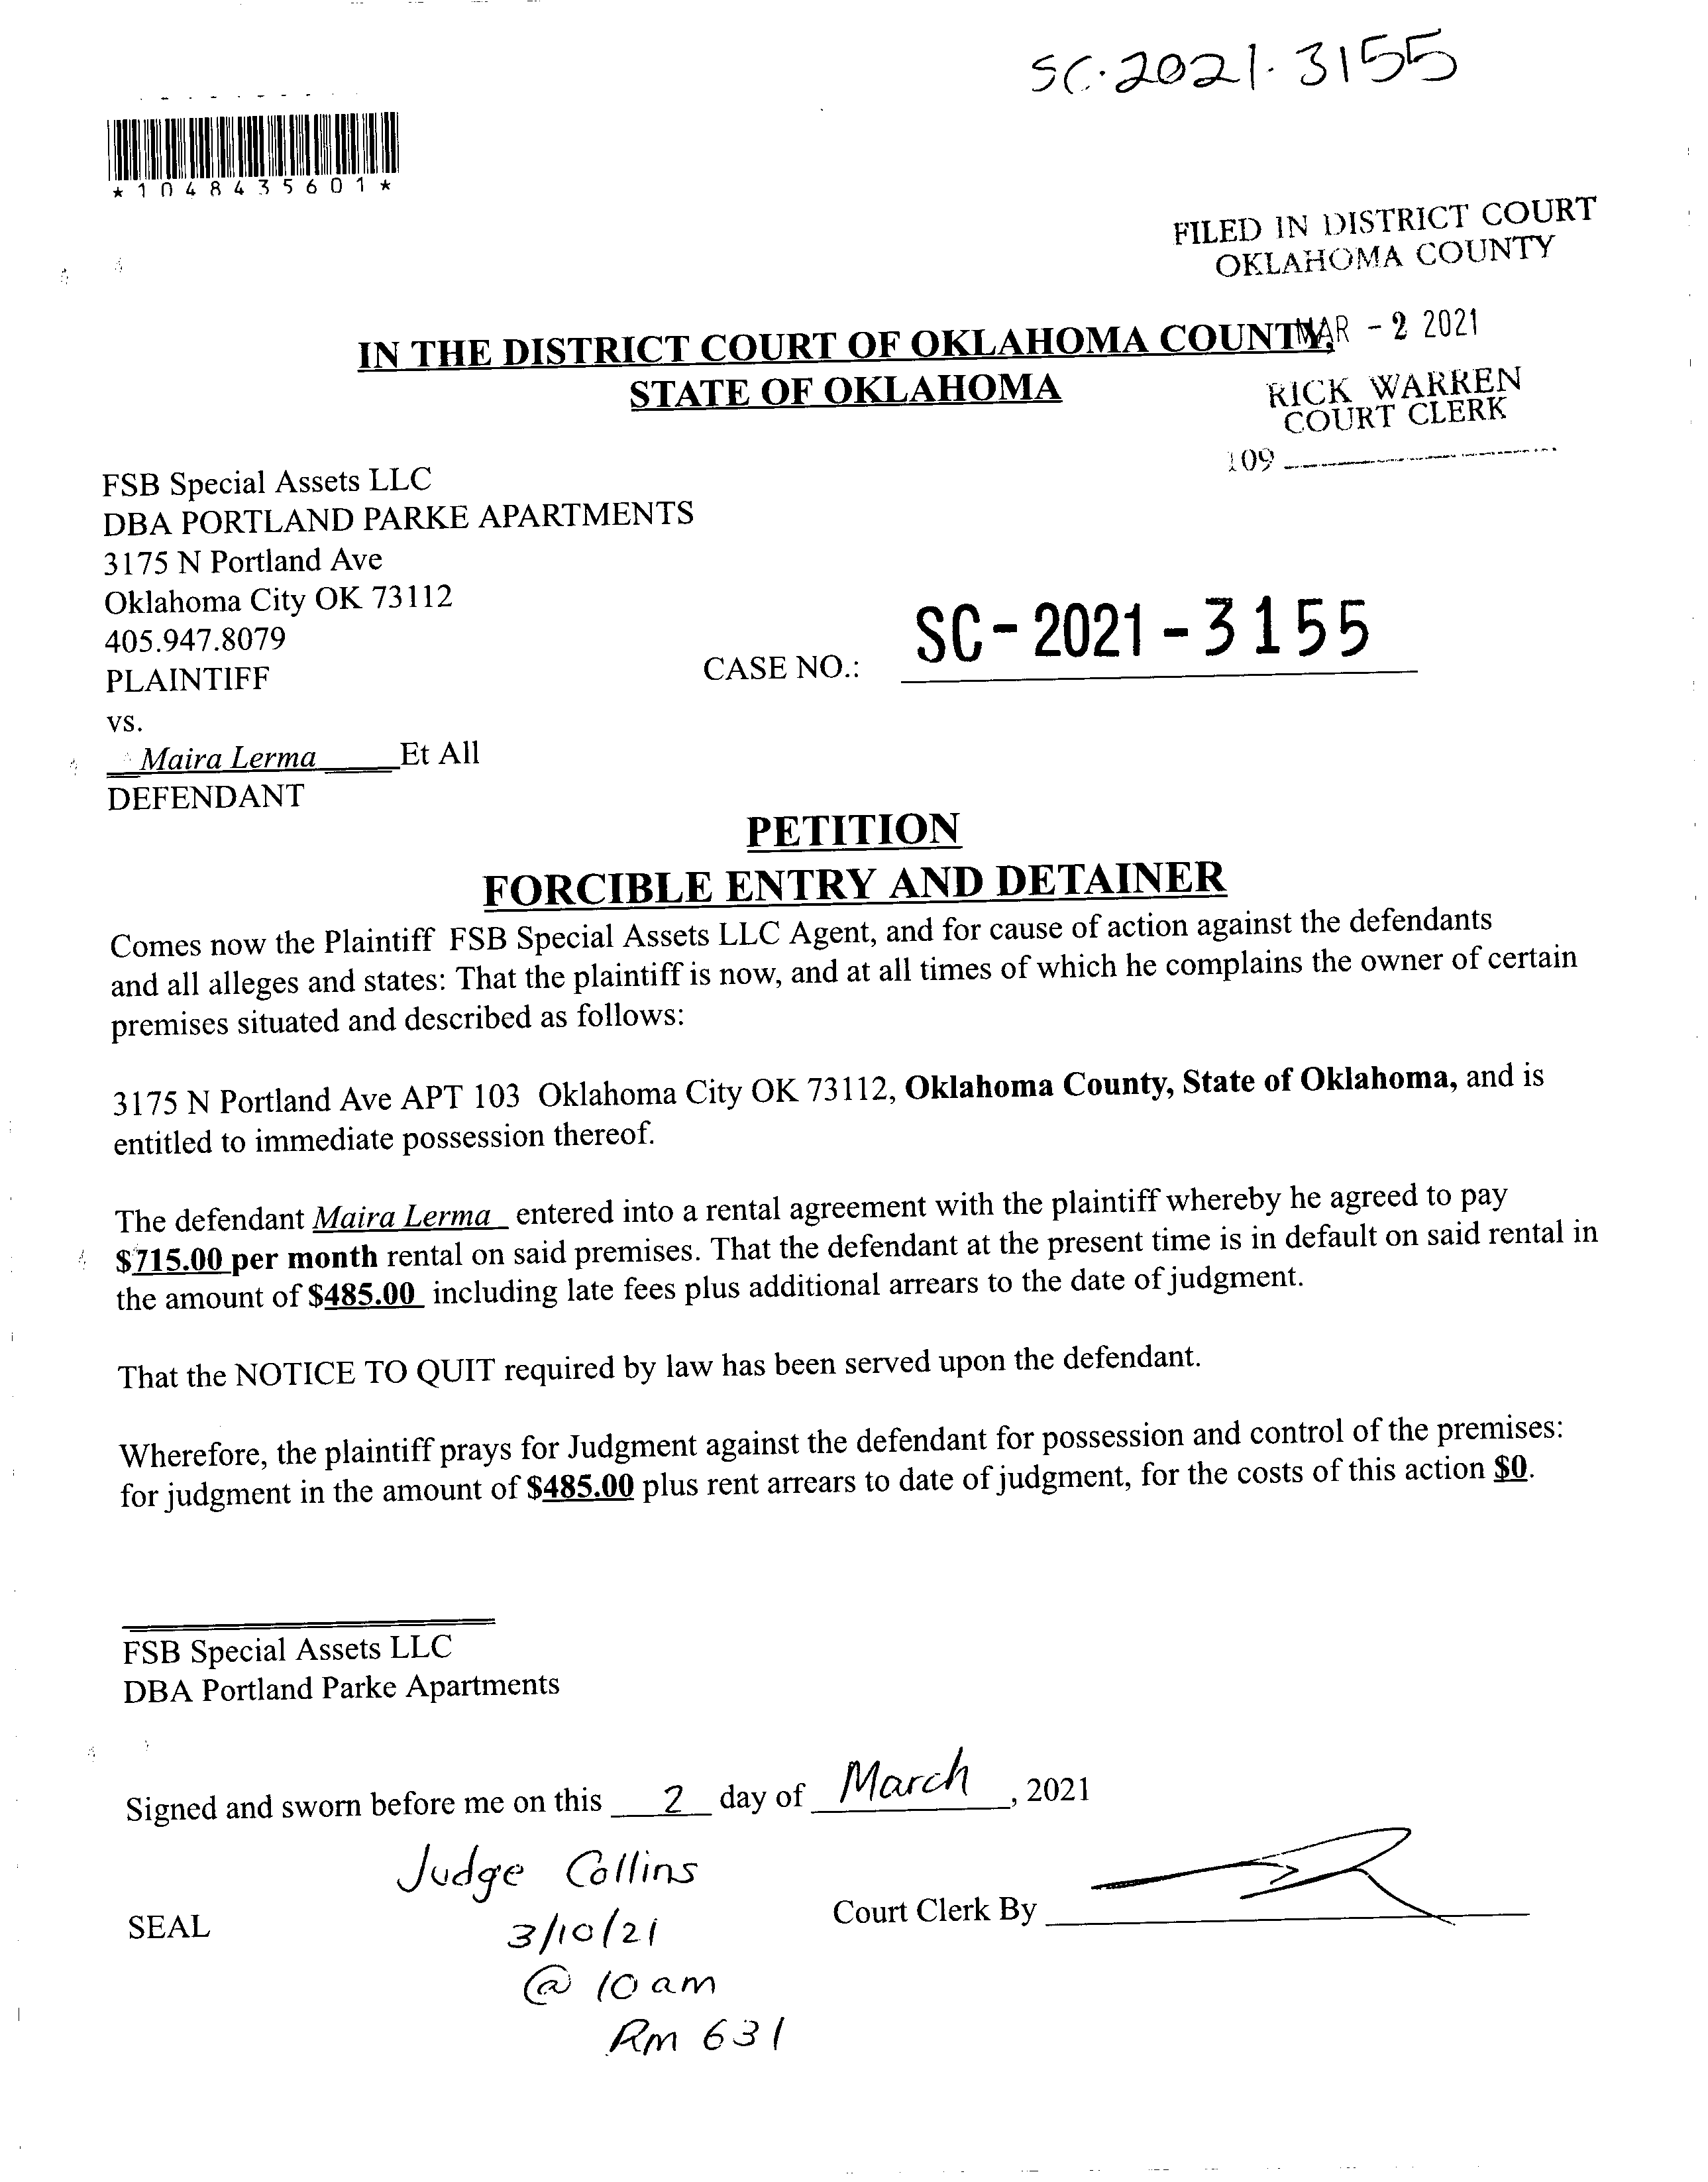 SC.2021.3155
*1048435601*
FILED IN DISTRICT COURT
OKLAHOMA COUNTY
MAR - 2 2021
RICK WARREN
COURT CLERK
109
IN THE DISTRICT COURT OF OKLAHOMA COUNTY,
STATE OF OKLAHOMA
FSB Special Assets LLC
DBA PORTLAND PARKE APARTMENTS
3175 N Portland Ave
Oklahoma City OK 73112
405.947.8079
PLAINTIFF
CASE NO.: SC-2021-3155
vs.
Maira Lerma Et All
DEFENDANT
PETITION
FORCIBLE ENTRY AND DETAINER
Comes now the Plaintiff FSB Special Assets LLC Agent, and for cause of action against the defendants
and all alleges and states: That the plaintiff is now, and at all times of which he complains the owner of certain
premises situated and described as follows:
3175 N Portland Ave APT 103 Oklahoma City OK 73112, Oklahoma County, State of Oklahoma, and is
entitled to immediate possession thereof.
The defendant Maira Lerma entered into a rental agreement with the plaintiff whereby he agreed to pay
$715.00 per month rental on said premises. That the defendant at the present time is in default on said rental in
the amount of $485.00 including late fees plus additional arrears to the date of judgment.
That the NOTICE TO QUIT required by law has been served upon the defendant.
Wherefore, the plaintiff prays for Judgment against the defendant for possession and control of the premises:
for judgment in the amount of $485.00 plus rent arrears to date of judgment, for the costs of this action $0.
FSB Special Assets LLC
DBA Portland Parke Apartments
Signed and sworn before me on this 2 day of March, 2021
Judge Collins
SEAL
3/10/21
Court Clerk By
@ 10 am
Rm 631